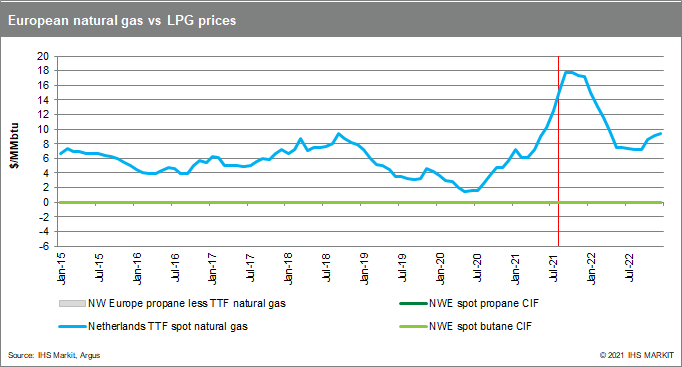 European natural gas vs LPG prices
$/MMbtu
20
18
16
14
12
10
8
6
4
2
0
-2
-4
-6
Jan-15
Jul-15
Jan-16
Jul-16
Jan-17
Jul-17
Jan-18
Jul-18
Jan-19
Jul-19
Jan-20
Jul-20
Jan-21
Jul-21
Jan-22
Jul-22
NW Europe propane less TTF natural gas
NWE spot propane CIF
Netherlands TTF spot natural gas
NWE spot butane CIF
Source: IHS Markit, Argus
© 2021 IHS MARKIT